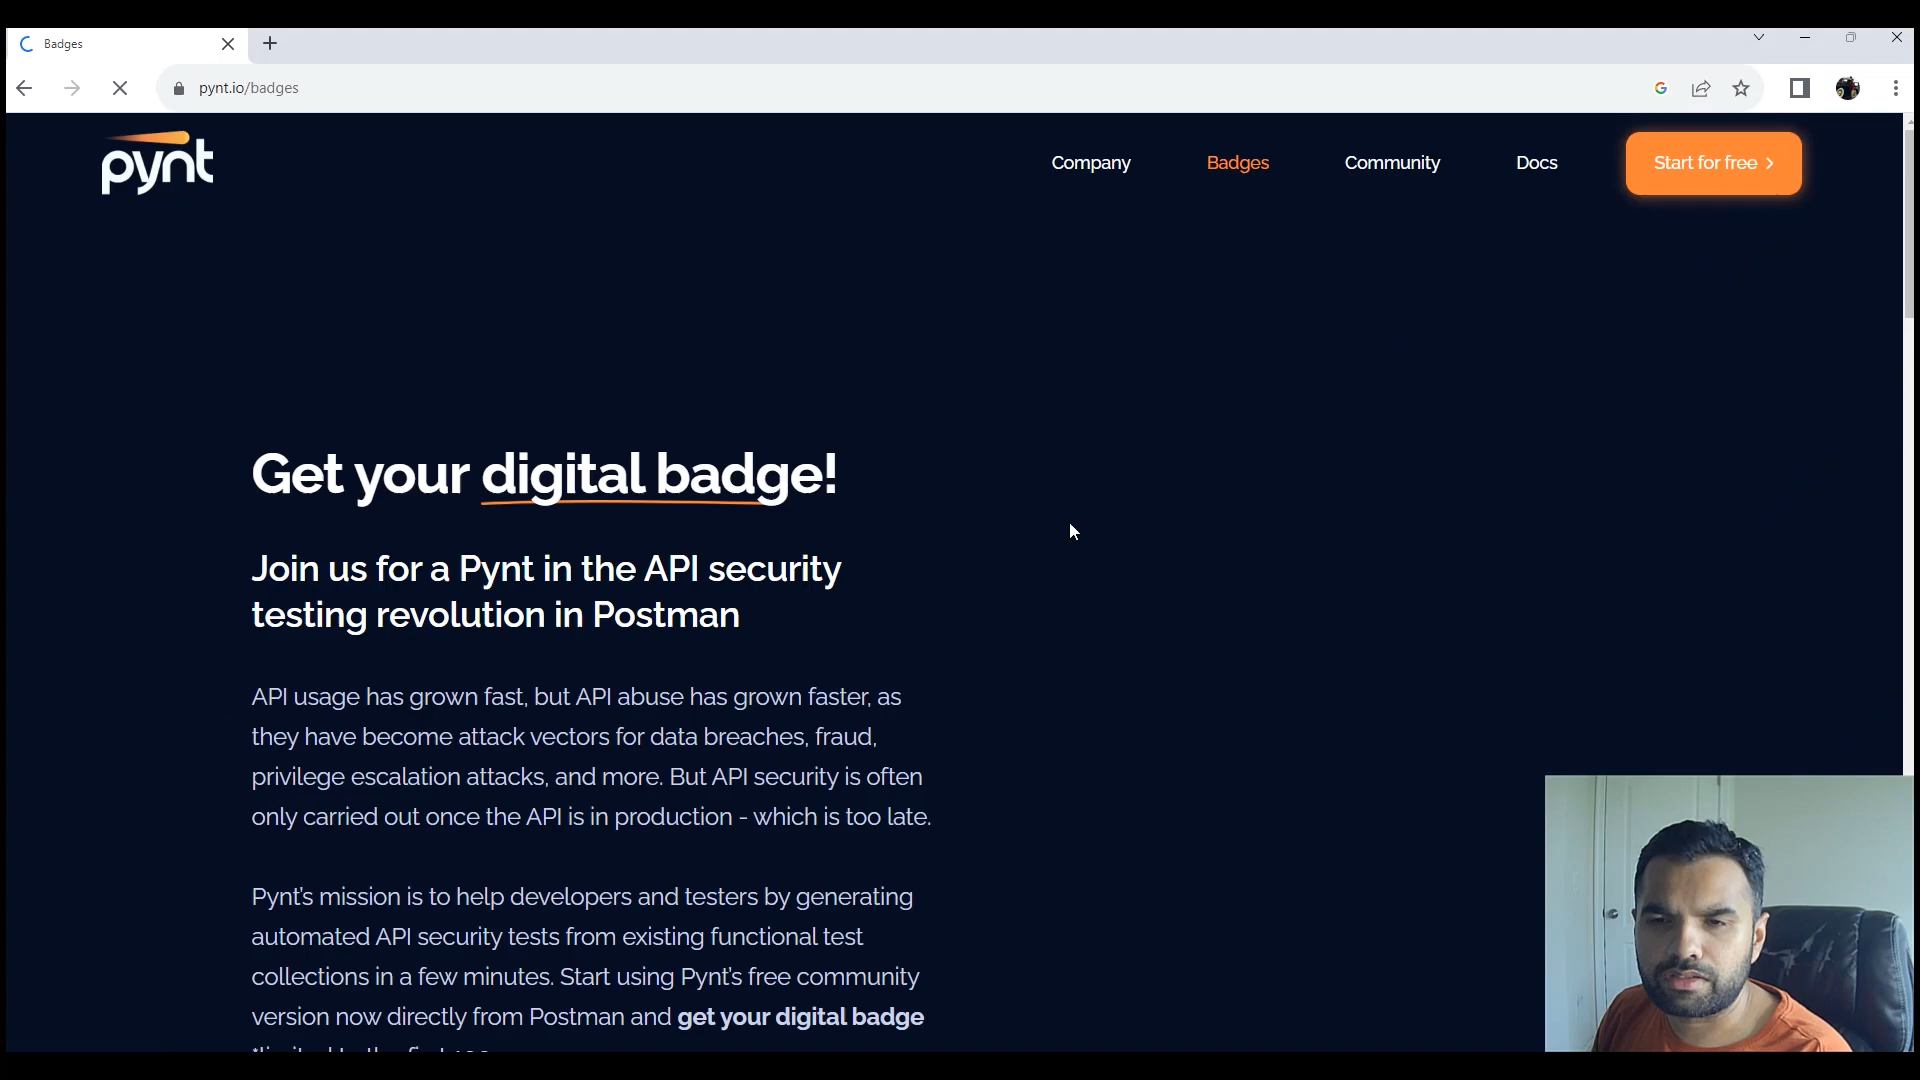 Badges
pynt.io/badges
pynt
Company
Badges
Community
Docs
Start for free
Get your digital badge!
Join us for a Pynt in the API security
testing revolution in Postman
API usage has grown fast, but API abuse has grown faster, as
they have become attack vectors for data breaches, fraud,
privilege escalation attacks, and more. But API security is often
only carried out once the API is in production - which is too late.
Pynt's mission is to help developers and testers by generating
automated API security tests from existing functional test
collections in a few minutes. Start using Pynt's free community
version now directly from Postman and get your digital badge